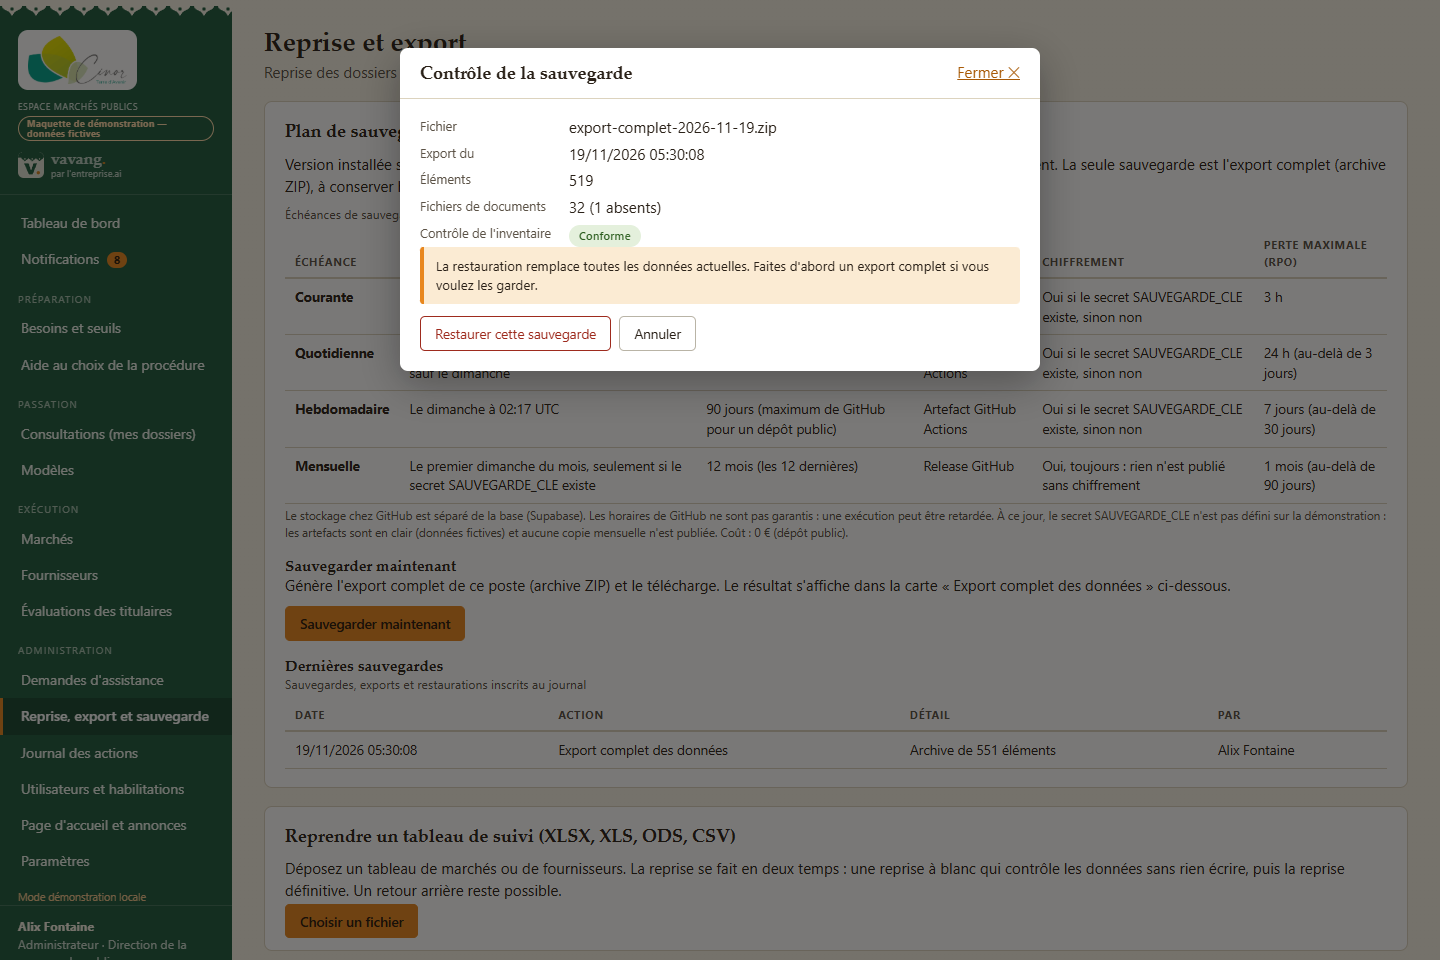 Cinor
ESPACE MARCHÉS PUBLICS
Maquette de démonstration —
données fictives
vavang.
par l'entreprise.ai
Tableau de bord
Notifications 8
PRÉPARATION
Besoins et seuils
Aide au choix de la procédure
PASSATION
Consultations (mes dossiers)
Modèles
EXÉCUTION
Marchés
Fournisseurs
Évaluations des titulaires
ADMINISTRATION
Demandes d'assistance
Reprise, export et sauvegarde
Journal des actions
Utilisateurs et habilitations
Page d'accueil et annonces
Paramètres
Mode démonstration locale
Alix Fontaine
Administrateur · Direction de la
Reprise et export
Reprise des dossiers
Contrôle de la sauvegarde
Fermer ×
Fichier export-complet-2026-11-19.zip
Export du 19/11/2026 05:30:08
Éléments 519
Fichiers de documents 32 (1 absents)
Contrôle de l'inventaire Conforme
La restauration remplace toutes les données actuelles. Faites d'abord un export complet si vous
voulez les garder.
Restaurer cette sauvegarde Annuler
Plan de sauve
Version installée s nt. La seule sauvegarde est l'export complet (archive
ZIP), à conserver
Échéances de sauveg
ÉCHÉANCE CHIFFREMENT PERTE MAXIMALE
(RPO)
Courante Oui si le secret SAUVEGARDE_CLE 3 h
existe, sinon non
Quotidienne Oui si le secret SAUVEGARDE_CLE 24 h (au-delà de 3
sauf le dimanche Actions existe, sinon non jours)
Hebdomadaire Le dimanche à 02:17 UTC 90 jours (maximum de GitHub Artefact GitHub Oui si le secret SAUVEGARDE_CLE 7 jours (au-delà de
pour un dépôt public) Actions existe, sinon non 30 jours)
Mensuelle Le premier dimanche du mois, seulement si le 12 mois (les 12 dernières) Release GitHub Oui, toujours : rien n'est publié 1 mois (au-delà de
secret SAUVEGARDE_CLE existe sans chiffrement 90 jours)
Le stockage chez GitHub est séparé de la base (Supabase). Les horaires de GitHub ne sont pas garantis : une exécution peut être retardée. À ce jour, le secret SAUVEGARDE_CLE n'est pas défini sur la démonstration :
les artefacts sont en clair (données fictives) et aucune copie mensuelle n'est publiée. Coût : 0 € (dépôt public).
Sauvegarder maintenant
Génère l'export complet de ce poste (archive ZIP) et le télécharge. Le résultat s'affiche dans la carte « Export complet des données » ci-dessous.
Sauvegarder maintenant
Dernières sauvegardes
Sauvegardes, exports et restaurations inscrits au journal
DATE ACTION DÉTAIL PAR
19/11/2026 05:30:08 Export complet des données Archive de 551 éléments Alix Fontaine
Reprendre un tableau de suivi (XLSX, XLS, ODS, CSV)
Déposez un tableau de marchés ou de fournisseurs. La reprise se fait en deux temps : une reprise à blanc qui contrôle les données sans rien écrire, puis la reprise
définitive. Un retour arrière reste possible.
Choisir un fichier